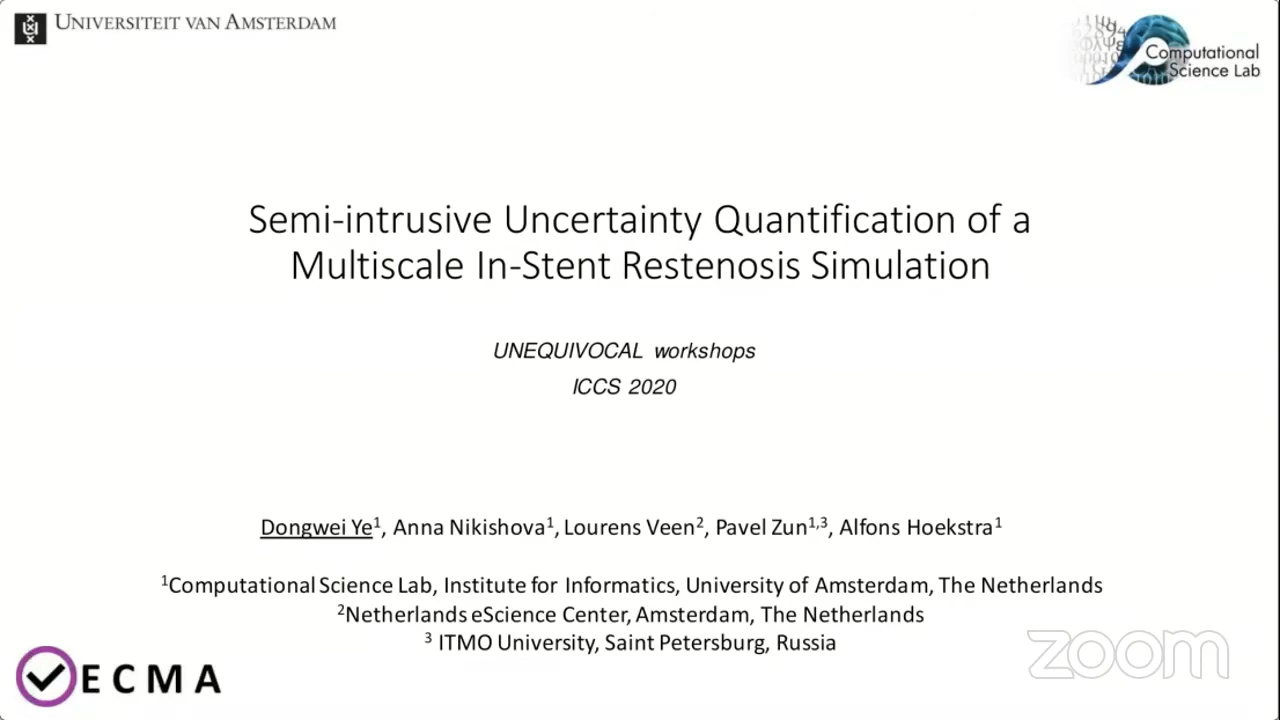 UNIVERSITEIT VAN AMSTERDAM
Computational
Science Lab
Semi-intrusive Uncertainty Quantification of a
Multiscale In-Stent Restenosis Simulation
UNEQUIVOCAL workshops
ICCS 2020
Dongwei Ye¹, Anna Nikishova¹, Lourens Veen², Pavel Zun¹,³, Alfons Hoekstra¹
¹Computational Science Lab, Institute for Informatics, University of Amsterdam, The Netherlands
²Netherlands eScience Center, Amsterdam, The Netherlands
³ ITMO University, Saint Petersburg, Russia
zoom
ECMA